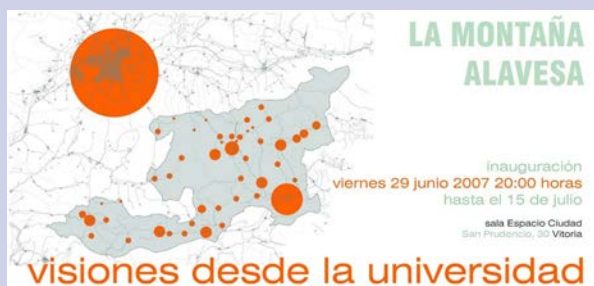 LA MONTAÑA
ALAVESA
inauguración
viernes 29 junio 2007 20:00 horas
hasta el 15 de julio
sala Espacio Ciudad
San Prudencio, 30 Vitoria
visiones desde la universidad